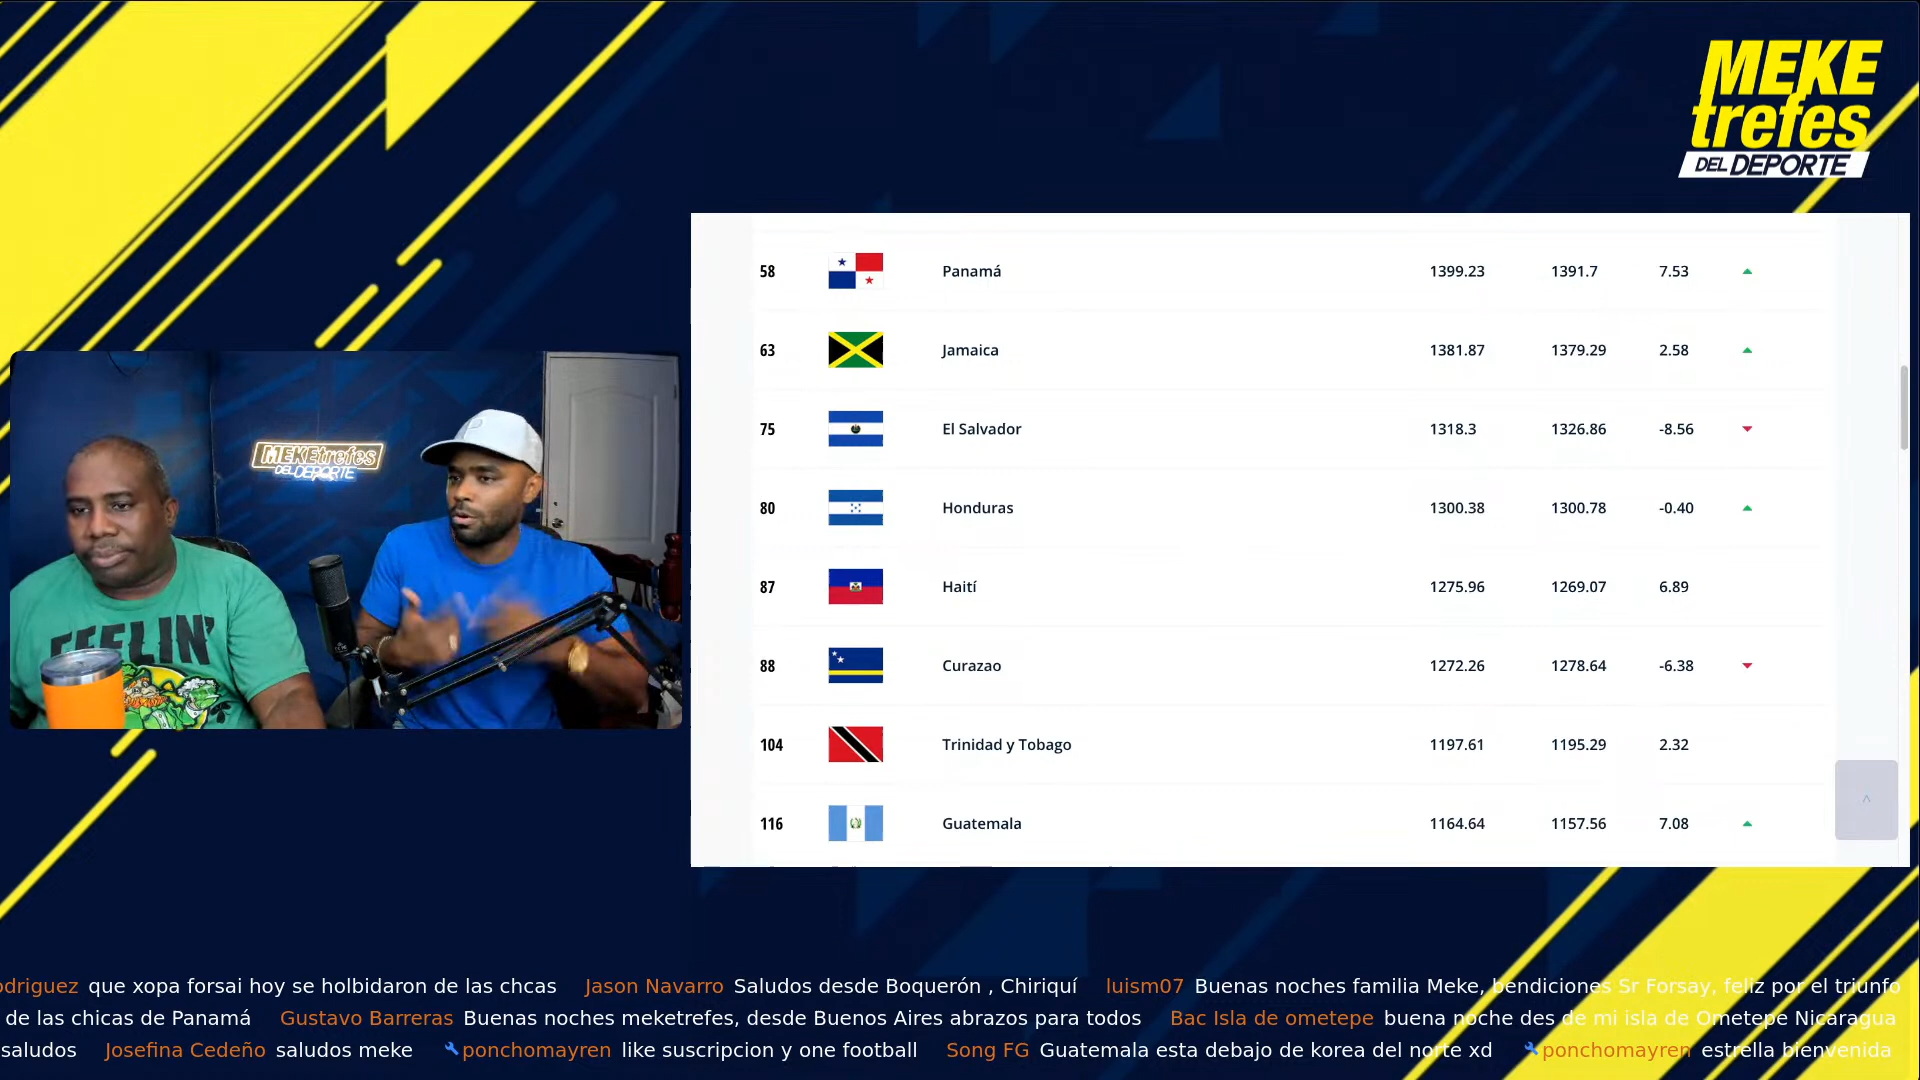 MEKE
trefes
DEL DEPORTE
58 Panamá 1399.23 1391.7 7.53
63 Jamaica 1381.87 1379.29 2.58
75 El Salvador 1318.3 1326.86 -8.56
80 Honduras 1300.38 1300.78 -0.40
87 Haití 1275.96 1269.07 6.89
88 Curazao 1272.26 1278.64 -6.38
104 Trinidad y Tobago 1197.61 1195.29 2.32
116 Guatemala 1164.64 1157.56 7.08
MEKEtrefes
DEL DEPORTE
FEELIN'
odriguez que xopa forsai hoy se holbidaron de las chcas Jason Navarro Saludos desde Boquerón , Chiriquí luism07 Buenas noches familia Meke, bendiciones Sr Forsay, feliz por el triunfo
de las chicas de Panamá Gustavo Barreras Buenas noches meketrefes, desde Buenos Aires abrazos para todos Bac Isla de ometepe buena noche des de mi isla de Ometepe Nicaragua
saludos Josefina Cedeño saludos meke ponchomayren like suscripcion y one football Song FG Guatemala esta debajo de korea del norte xd ponchomayren estrella bienvenida